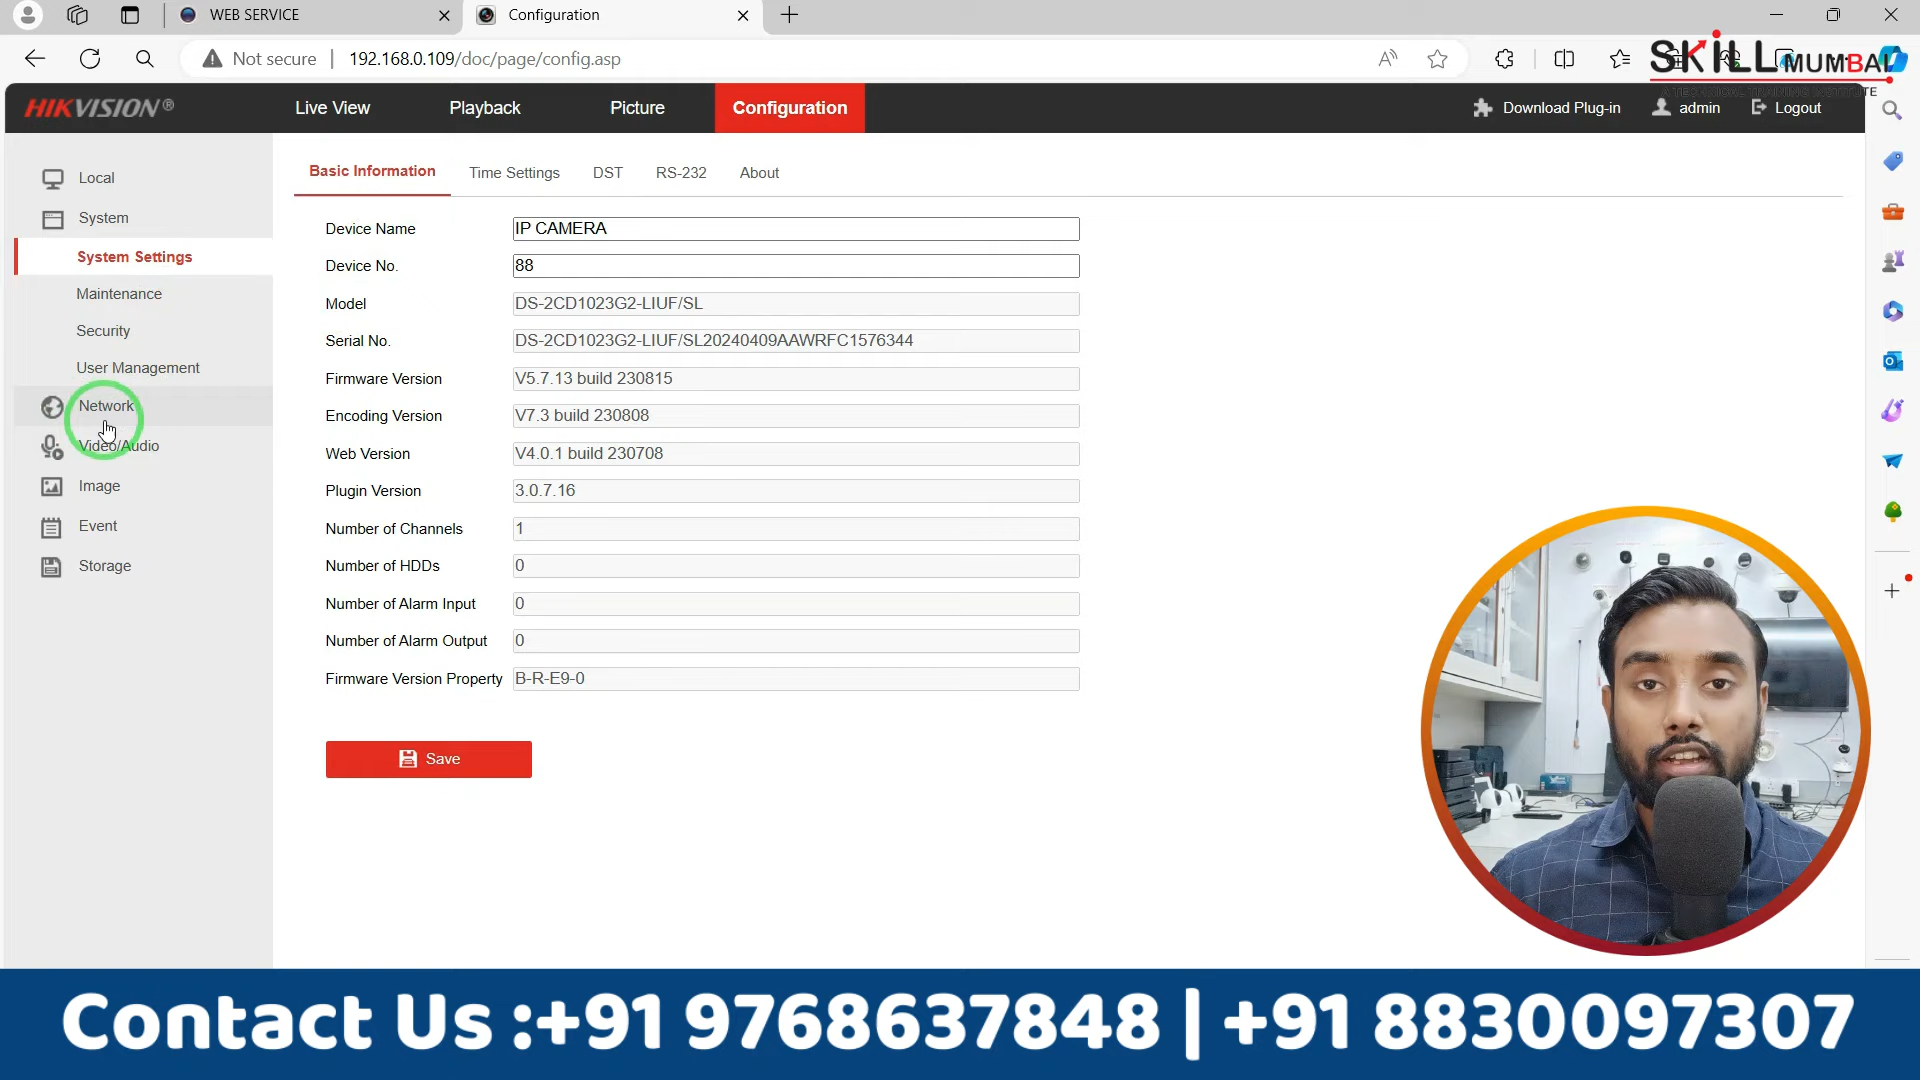 WEB SERVICE
Configuration
Not secure
192.168.0.109/doc/page/config.asp
SKILL MUMBAI
HIKVISION®
Live View
Playback
Picture
Configuration
Download Plug-in
admin
Logout
Local
System
System Settings
Maintenance
Security
User Management
Network
Video/Audio
Image
Event
Storage
Basic Information
Time Settings
DST
RS-232
About
Device Name IP CAMERA
Device No. 88
Model DS-2CD1023G2-LIUF/SL
Serial No. DS-2CD1023G2-LIUF/SL20240409AAWRFC1576344
Firmware Version V5.7.13 build 230815
Encoding Version V7.3 build 230808
Web Version V4.0.1 build 230708
Plugin Version 3.0.7.16
Number of Channels 1
Number of HDDs 0
Number of Alarm Input 0
Number of Alarm Output 0
Firmware Version Property B-R-E9-0
Save
Contact Us :+91 9768637848 | +91 8830097307